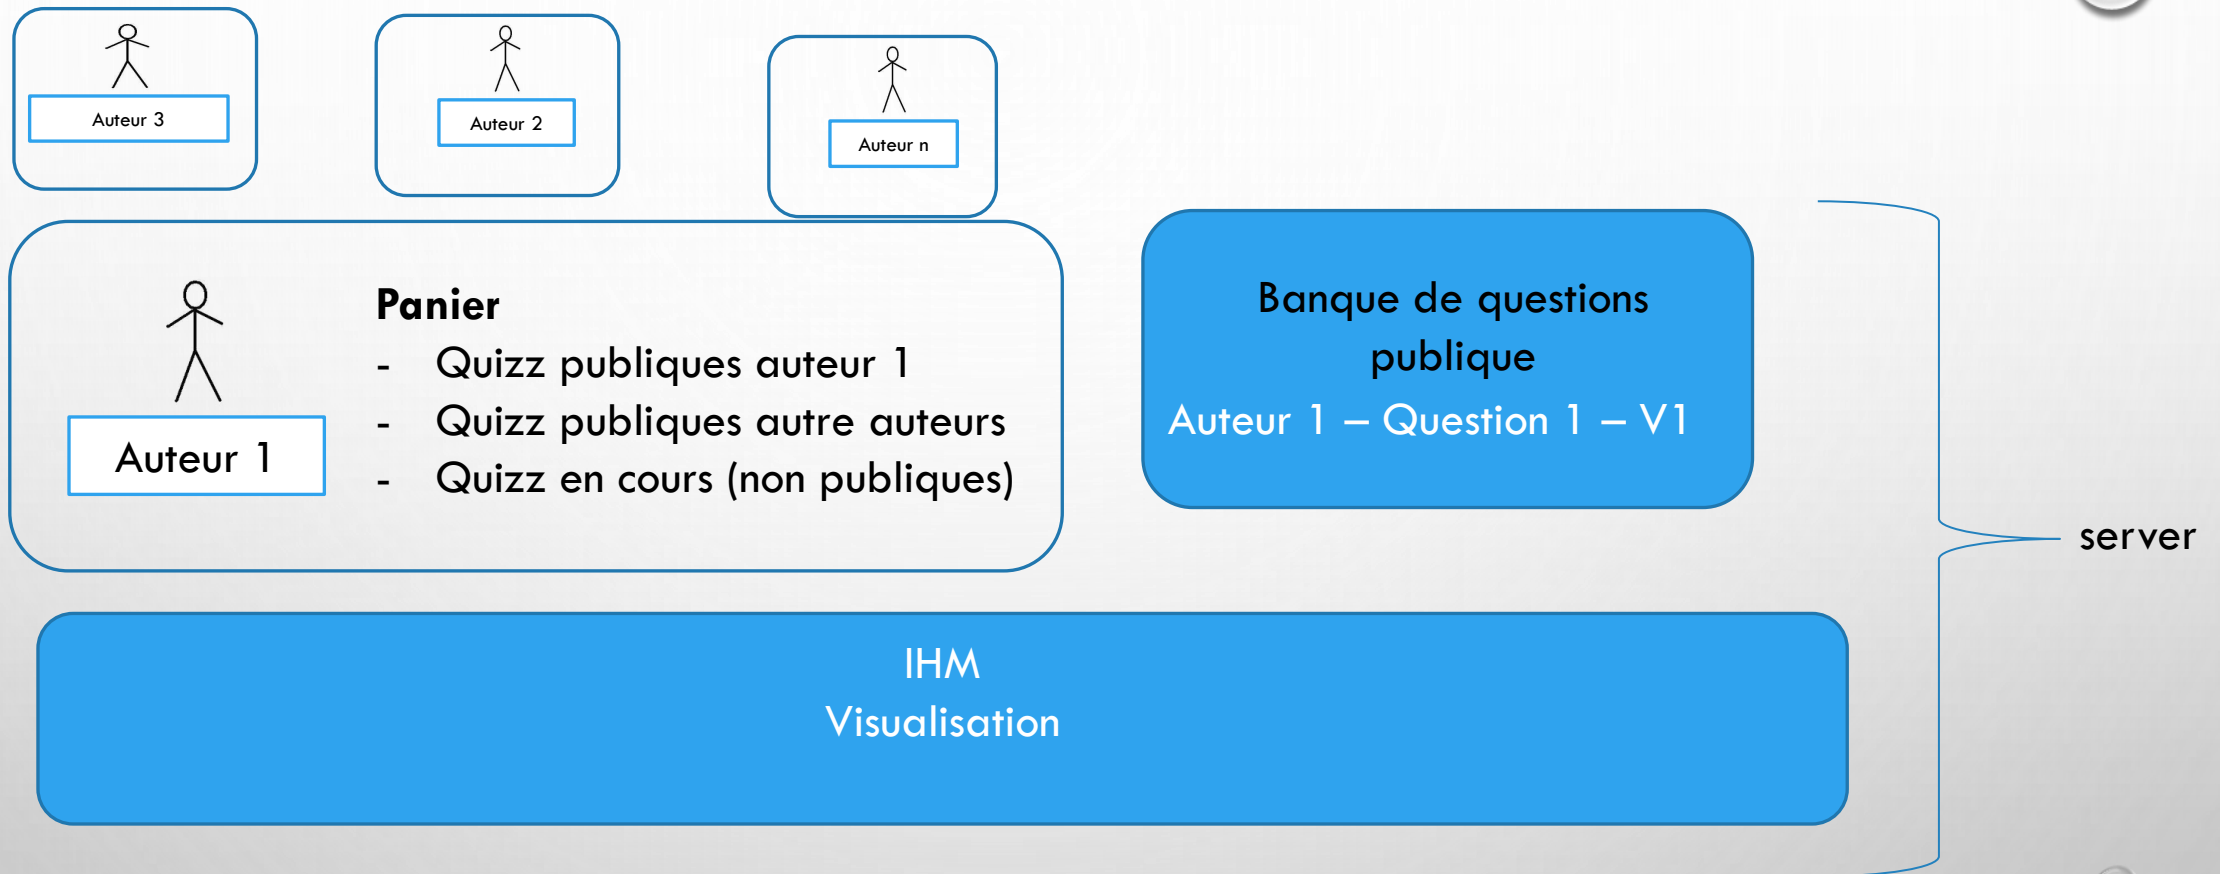 Auteur 3
Auteur 2
Auteur n
Auteur 1
Panier
- Quizz publiques auteur 1
- Quizz publiques autre auteurs
- Quizz en cours (non publiques)
Banque de questions
publique
Auteur 1 – Question 1 – V1
server
IHM
Visualisation